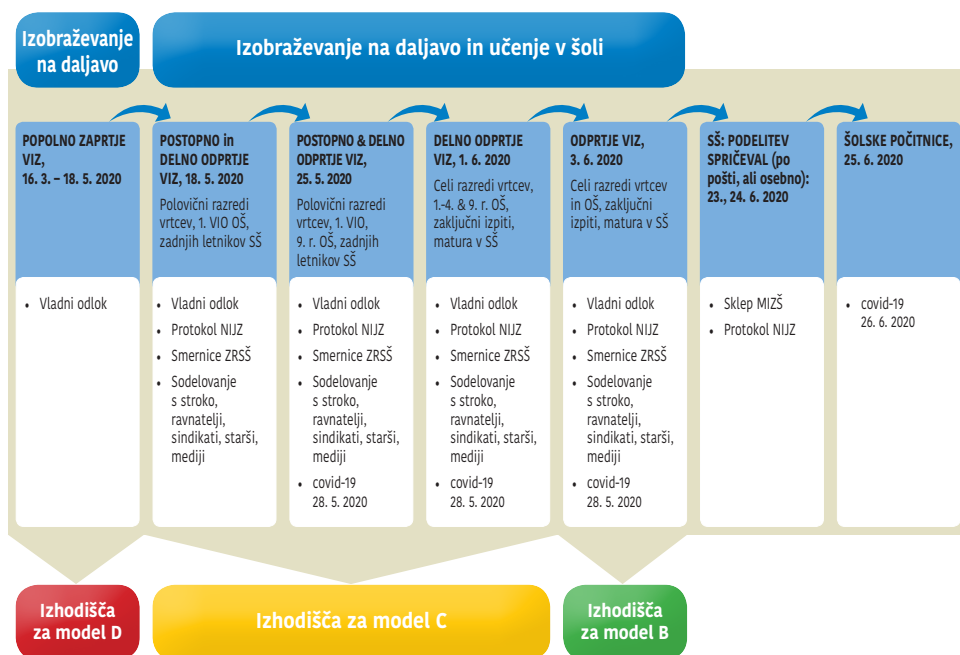 Izobraževanje
na daljavo
Izobraževanje na daljavo in učenje v šoli
POPOLNO ZAPRTJE
VIZ,
16. 3. – 18. 5. 2020
• Vladni odlok
POSTOPNO in
DELNO ODPRTJE
VIZ, 18. 5. 2020
Polovični razredi
vrtcev, 1. VIO OŠ,
zadnjih letnikov SŠ
• Vladni odlok
• Protokol NIJZ
• Smernice ZRSŠ
• Sodelovanje
s stroko,
ravnatelji,
sindikati, starši,
mediji
POSTOPNO & DELNO
ODPRTJE VIZ,
25. 5. 2020
Polovični razredi
vrtcev, 1. VIO,
9. r. OŠ, zadnjih
letnikov SŠ
• Vladni odlok
• Protokol NIJZ
• Smernice ZRSŠ
• Sodelovanje
s stroko,
ravnatelji,
sindikati, starši,
mediji
• covid-19
28. 5. 2020
DELNO ODPRTJE
VIZ, 1. 6. 2020
Celi razredi vrtcev,
1.-4. & 9. r. OŠ,
zaključni izpiti,
matura v SŠ
• Vladni odlok
• Protokol NIJZ
• Smernice ZRSŠ
• Sodelovanje
s stroko,
ravnatelji,
sindikati, starši,
mediji
• covid-19
28. 5. 2020
ODPRTJE VIZ,
3. 6. 2020
Celi razredi vrtcev
in OŠ, zaključni
izpiti, matura v SŠ
• Vladni odlok
• Protokol NIJZ
• Smernice ZRSŠ
• Sodelovanje
s stroko,
ravnatelji,
sindikati, starši,
mediji
• covid-19
28. 5. 2020
SŠ: PODELITEV
SPRIČEVAL (po
pošti, ali osebno):
23., 24. 6. 2020
• Sklep MIZŠ
• Protokol NIJZ
ŠOLSKE POČITNICE,
25. 6. 2020
• covid-19
26. 6. 2020
Izhodišča
za model D
Izhodišča za model C
Izhodišča
za model B